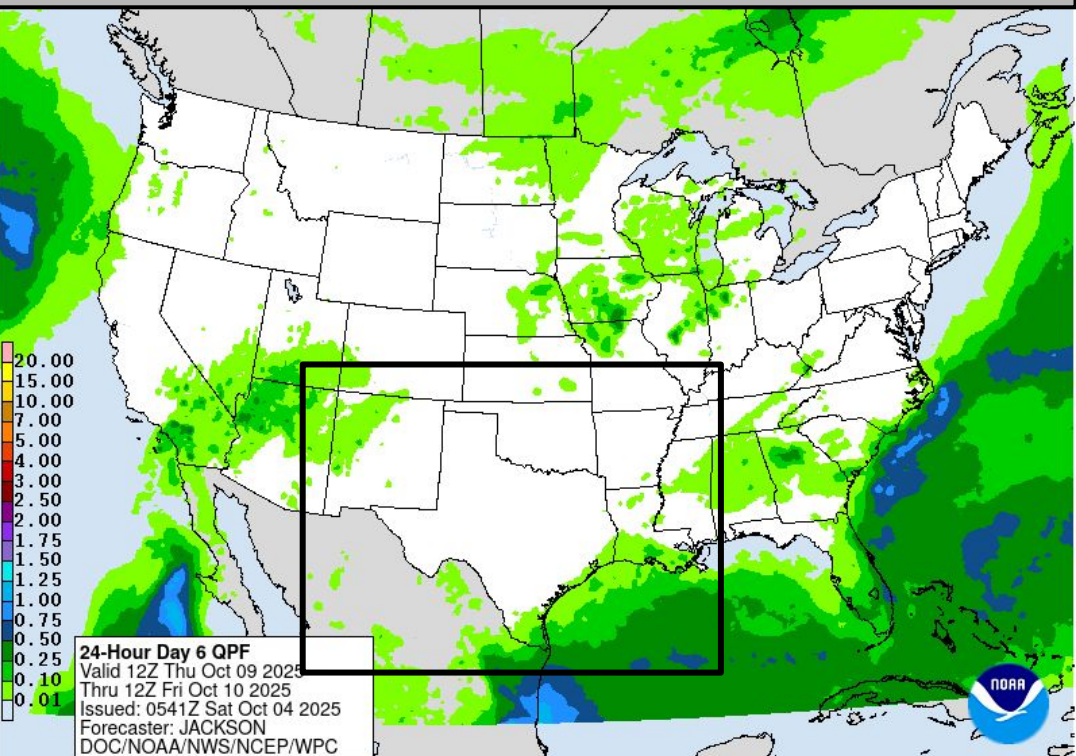 20.00
15.00
10.00
7.00
5.00
4.00
3.00
2.50
2.00
1.75
1.50
1.25
1.00
0.75
0.50
0.25
0.10
0.01
24-Hour Day 6 QPF
Valid 12Z Thu Oct 09 2025
Thru 12Z Fri Oct 10 2025
Issued: 0541Z Sat Oct 04 2025
Forecaster: JACKSON
DOC/NOAA/NWS/NCEP/WPC
NOAA